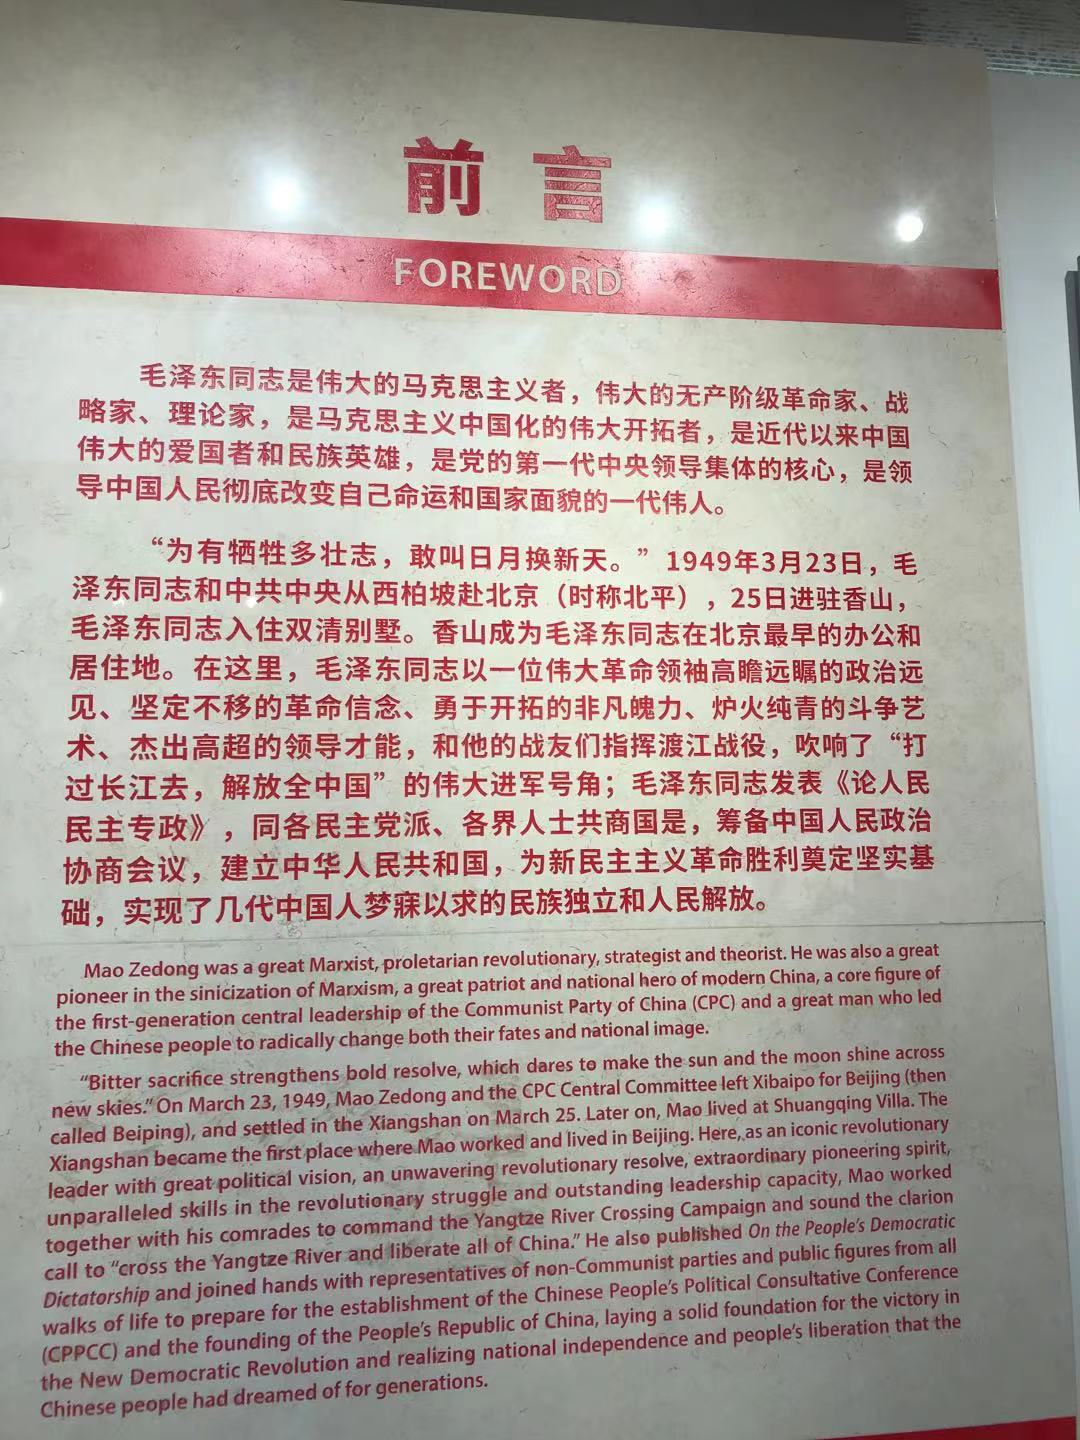 前言
FOREWORD
毛泽东同志是伟大的马克思主义者，伟大的无产阶级革命家、战
略家、理论家，是马克思主义中国化的伟大开拓者，是近代以来中国
伟大的爱国者和民族英雄，是党的第一代中央领导集体的核心，是领
导中国人民彻底改变自己命运和国家面貌的一代伟人。
“为有牺牲多壮志，敢叫日月换新天。”1949年3月23日，毛
泽东同志和中共中央从西柏坡赴北京（时称北平），25日进驻香山，
毛泽东同志入住双清别墅。香山成为毛泽东同志在北京最早的办公和
居住地。在这里，毛泽东同志以一位伟大革命领袖高瞻远瞩的政治远
见、坚定不移的革命信念、勇于开拓的非凡魄力、炉火纯青的斗争艺
术、杰出高超的领导才能，和他的战友们指挥渡江战役，吹响了“打
过长江去，解放全中国”的伟大进军号角；毛泽东同志发表《论人民
民主专政》，同各民主党派、各界人士共商国是，筹备中国人民政治
协商会议，建立中华人民共和国，为新民主主义革命胜利奠定坚实基
础，实现了几代中国人梦寐以求的民族独立和人民解放。
Mao Zedong was a great Marxist, proletarian revolutionary, strategist and theorist. He was also a great
pioneer in the sinicization of Marxism, a great patriot and national hero of modern China, a core figure of
the first-generation central leadership of the Communist Party of China (CPC) and a great man who led
the Chinese people to radically change both their fates and national image.
“Bitter sacrifice strengthens bold resolve, which dares to make the sun and the moon shine across
new skies.” On March 23, 1949, Mao Zedong and the CPC Central Committee left Xibaipo for Beijing (then
called Beiping), and settled in the Xiangshan on March 25. Later on, Mao lived at Shuangqing Villa. The
Xiangshan became the first place where Mao worked and lived in Beijing. Here, as an iconic revolutionary
leader with great political vision, an unwavering revolutionary resolve, extraordinary pioneering spirit,
unparalleled skills in the revolutionary struggle and outstanding leadership capacity, Mao worked
together with his comrades to command the Yangtze River Crossing Campaign and sound the clarion
call to “cross the Yangtze River and liberate all of China.” He also published On the People’s Democratic
Dictatorship and joined hands with representatives of non-Communist parties and public figures from all
walks of life to prepare for the establishment of the Chinese People’s Political Consultative Conference
(CPPCC) and the founding of the People’s Republic of China, laying a solid foundation for the victory in
the New Democratic Revolution and realizing national independence and people’s liberation that the
Chinese people had dreamed of for generations.